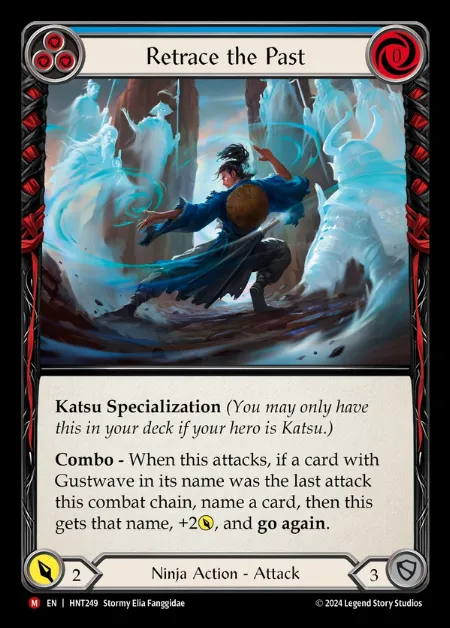 Retrace the Past
0
Katsu Specialization (You may only have
this in your deck if your hero is Katsu.)
Combo - When this attacks, if a card with
Gustwave in its name was the last attack
this combat chain, name a card, then this
gets that name, +2, and go again.
2
Ninja Action - Attack
3
M EN | HNT249 Stormy Elia Fanggidae
© 2024 Legend Story Studios